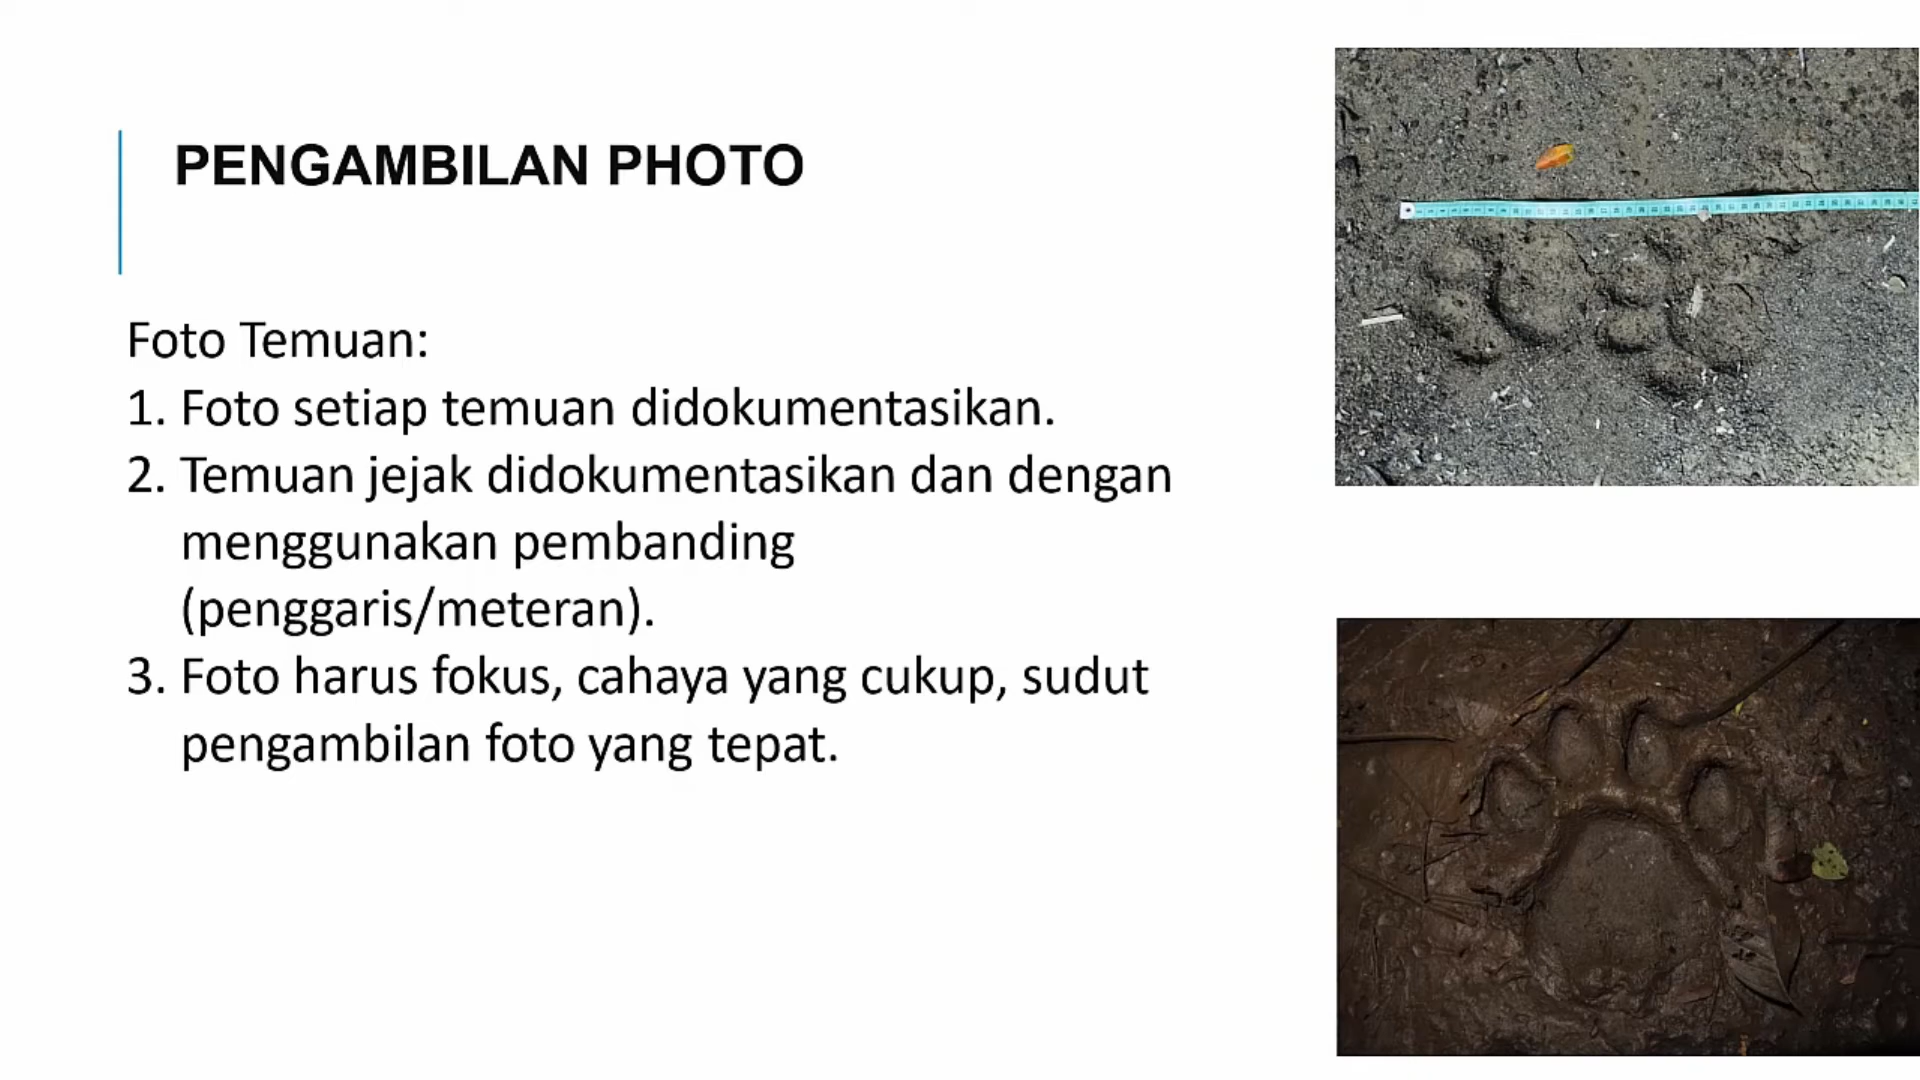 PENGAMBILAN PHOTO
Foto Temuan:
1. Foto setiap temuan didokumentasikan.
2. Temuan jejak didokumentasikan dan dengan
menggunakan pembanding
(penggaris/meteran).
3. Foto harus fokus, cahaya yang cukup, sudut
pengambilan foto yang tepat.